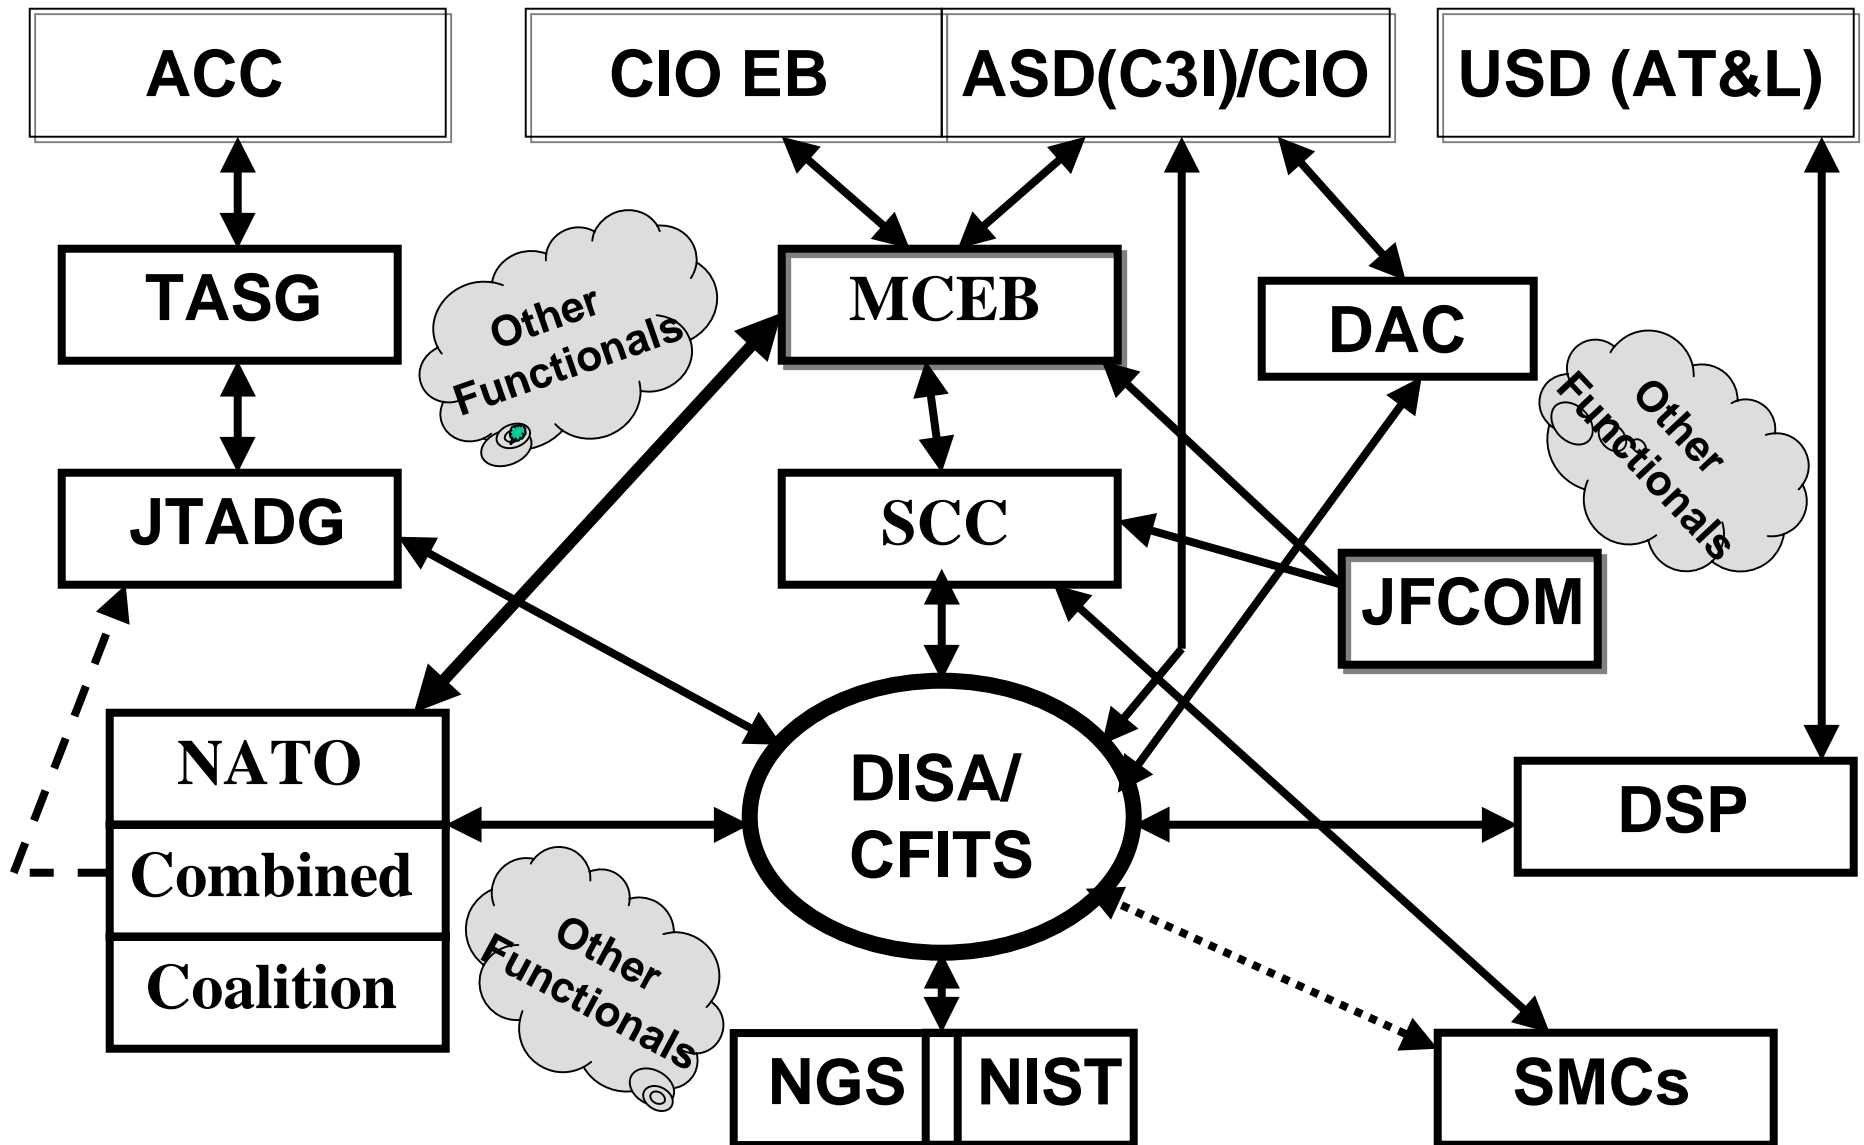 ACC
CIO EB
ASD(C3I)/CIO
USD (AT&L)
TASG
Other
Functionals
MCEB
DAC
Other
Functionals
JTADG
SCC
JFCOM
NATO
Combined
Coalition
DISA/
CFITS
DSP
Other
Functionals
NGS
NIST
SMCs